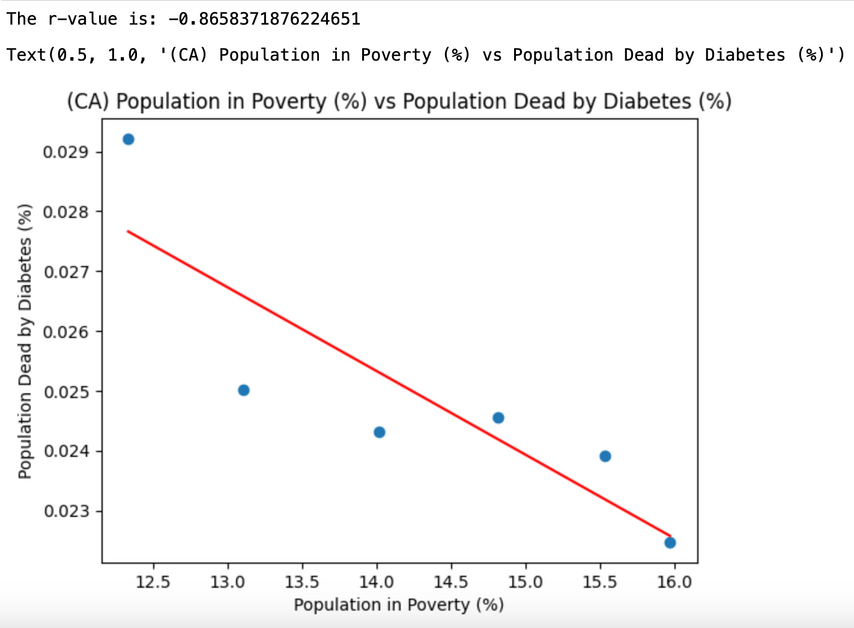 The r-value is: -0.8658371876224651
Text(0.5, 1.0, '(CA) Population in Poverty (%) vs Population Dead by Diabetes (%)')
(CA) Population in Poverty (%) vs Population Dead by Diabetes (%)
Population Dead by Diabetes (%)
0.029
0.028
0.027
0.026
0.025
0.024
0.023
12.5 13.0 13.5 14.0 14.5 15.0 15.5 16.0
Population in Poverty (%)